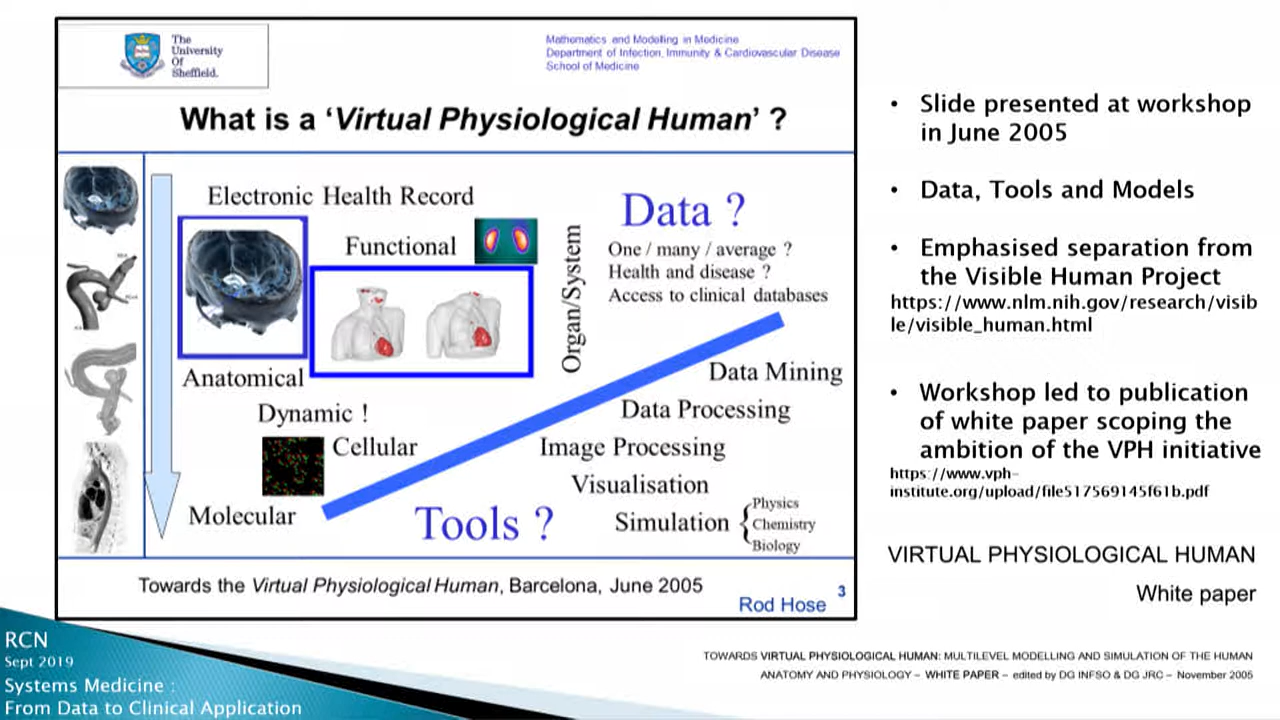 The
University
Of
Sheffield.
Mathematics and Modelling in Medicine
Department of Infection, Immunity & Cardiovascular Disease
School of Medicine
What is a ‘Virtual Physiological Human’ ?
Electronic Health Record
Functional
Anatomical
Dynamic !
Cellular
Molecular
Organ/System
Data ?
One / many / average ?
Health and disease ?
Access to clinical databases
Data Mining
Data Processing
Image Processing
Visualisation
Simulation
Physics
Chemistry
Biology
Tools ?
Towards the Virtual Physiological Human, Barcelona, June 2005
3
Rod Hose
• Slide presented at workshop
in June 2005
• Data, Tools and Models
• Emphasised separation from
the Visible Human Project
https://www.nlm.nih.gov/research/visib
le/visible_human.html
• Workshop led to publication
of white paper scoping the
ambition of the VPH initiative
https://www.vph-
institute.org/upload/file517569145f61b.pdf
VIRTUAL PHYSIOLOGICAL HUMAN
White paper
TOWARDS VIRTUAL PHYSIOLOGICAL HUMAN: MULTILEVEL MODELLING AND SIMULATION OF THE HUMAN
ANATOMY AND PHYSIOLOGY – WHITE PAPER – edited by DG INFSO & DG JRC – November 2005
RCN
Sept 2019
Systems Medicine :
From Data to Clinical Application